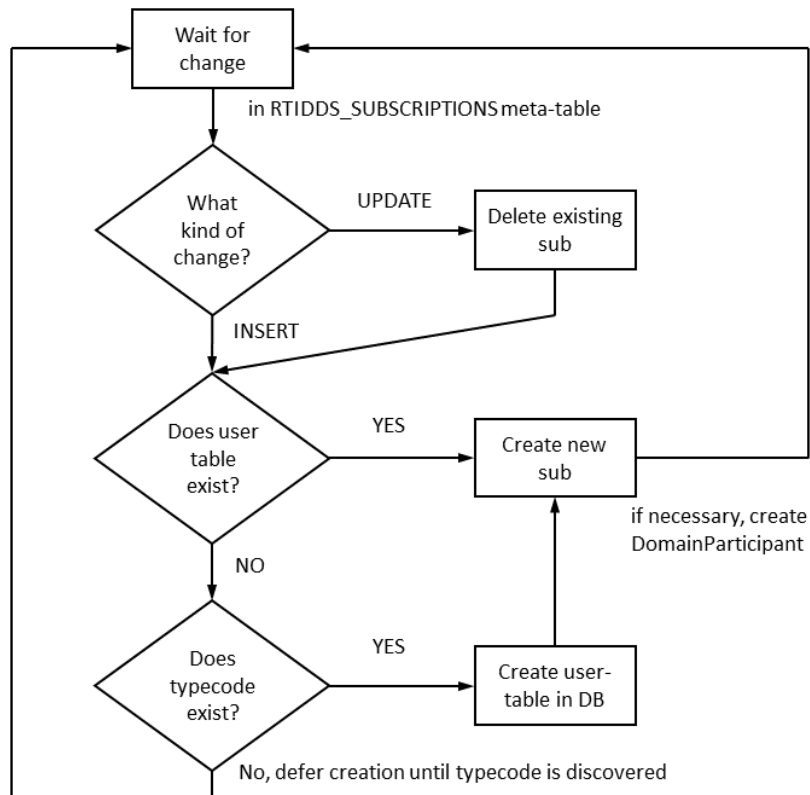 Wait for
change
in RTIDDS_SUBSCRIPTIONS meta-table
What
kind of
change?
UPDATE
Delete existing
sub
INSERT
Does user
table
exist?
YES
Create new
sub
if necessary, create
DomainParticipant
NO
Does
typecode
exist?
YES
Create user-
table in DB
No, defer creation until typecode is discovered